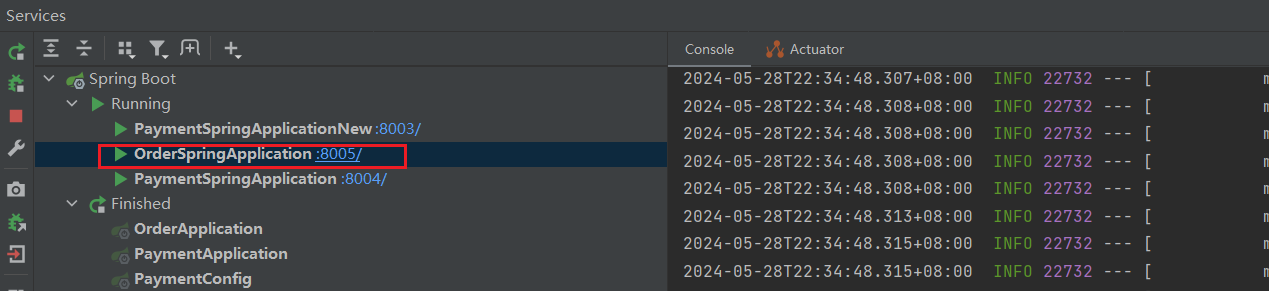 Services
Console
Actuator
Spring Boot
Running
PaymentSpringApplicationNew :8003/
OrderSpringApplication :8005/
PaymentSpringApplication :8004/
Finished
OrderApplication
PaymentApplication
PaymentConfig
2024-05-28T22:34:48.307+08:00 INFO 22732 --- [ m
2024-05-28T22:34:48.308+08:00 INFO 22732 --- [ m
2024-05-28T22:34:48.308+08:00 INFO 22732 --- [ m
2024-05-28T22:34:48.308+08:00 INFO 22732 --- [ m
2024-05-28T22:34:48.308+08:00 INFO 22732 --- [ m
2024-05-28T22:34:48.313+08:00 INFO 22732 --- [ m
2024-05-28T22:34:48.315+08:00 INFO 22732 --- [ m
2024-05-28T22:34:48.315+08:00 INFO 22732 --- [ m